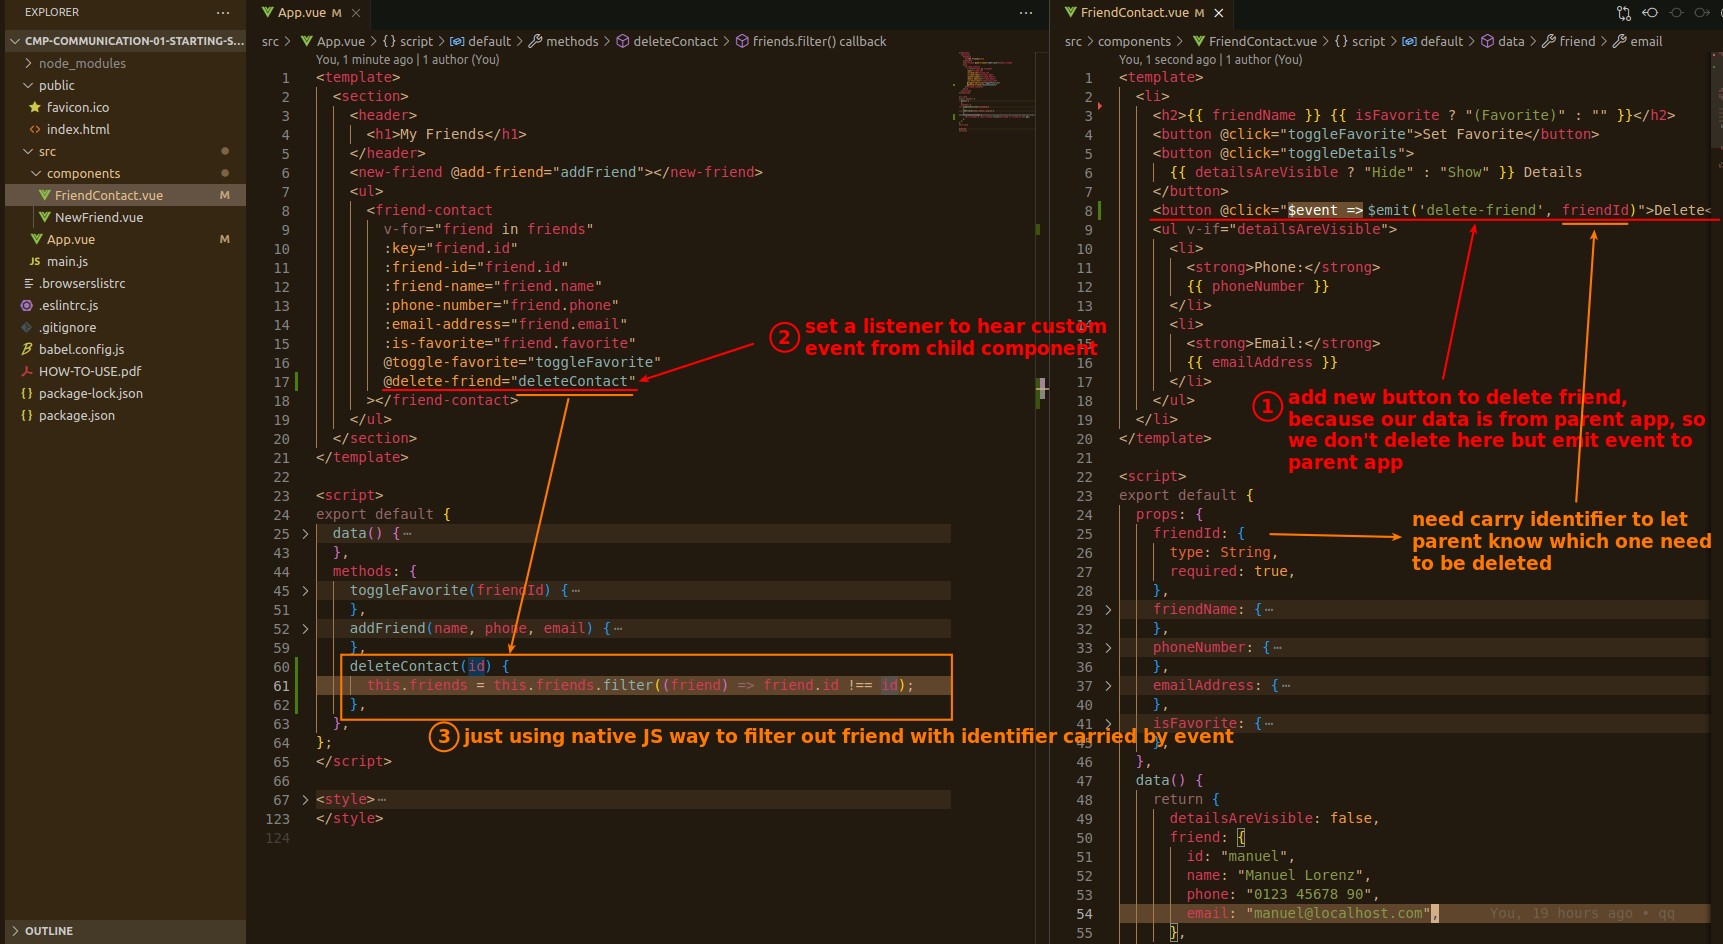 EXPLORER
CMP-COMMUNICATION-01-STARTING-S...
node_modules
public
favicon.ico
index.html
src
components
FriendContact.vue M
NewFriend.vue
App.vue M
main.js
.browserslistrc
.eslintrc.js
.gitignore
babel.config.js
HOW-TO-USE.pdf
package-lock.json
package.json
OUTLINE
App.vue M
src > App.vue > {} script > default > methods > deleteContact > friends.filter() callback
You, 1 minute ago | 1 author (You)
1 <template>
2 <section>
3 <header>
4 <h1>My Friends</h1>
5 </header>
6 <new-friend @add-friend="addFriend"></new-friend>
7 <ul>
8 <friend-contact
9 v-for="friend in friends"
10 :key="friend.id"
11 :friend-id="friend.id"
12 :friend-name="friend.name"
13 :phone-number="friend.phone"
14 :email-address="friend.email"
15 :is-favorite="friend.favorite"
16 @toggle-favorite="toggleFavorite"
17 @delete-friend="deleteContact"
18 ></friend-contact>
19 </ul>
20 </section>
21 </template>
22
23 <script>
24 export default {
25 data() {⋯
43 },
44 methods: {
45 toggleFavorite(friendId) {⋯
51 },
52 addFriend(name, phone, email) {⋯
59 },
60 deleteContact(id) {
61 this.friends = this.friends.filter((friend) => friend.id !== id);
62 },
63 },
64 };
65 </script>
66
67 <style>⋯
123 </style>
124
② set a listener to hear custom
event from child component
③ just using native JS way to filter out friend with identifier carried by event
FriendContact.vue M
src > components > FriendContact.vue > {} script > default > data > friend > email
You, 1 second ago | 1 author (You)
1 <template>
2 <li>
3 <h2>{{ friendName }} {{ isFavorite ? "(Favorite)" : "" }}</h2>
4 <button @click="toggleFavorite">Set Favorite</button>
5 <button @click="toggleDetails">
6 {{ detailsAreVisible ? "Hide" : "Show" }} Details
7 </button>
8 <button @click="$event => $emit('delete-friend', friendId)">Delete<
9 <ul v-if="detailsAreVisible">
10 <li>
11 <strong>Phone:</strong>
12 {{ phoneNumber }}
13 </li>
14 <li>
15 <strong>Email:</strong>
16 {{ emailAddress }}
17 </li>
18 </ul>
19 </li>
20 </template>
21
22 <script>
23 export default {
24 props: {
25 friendId: {
26 type: String,
27 required: true,
28 },
29 friendName: {⋯
32 },
33 phoneNumber: {⋯
36 },
37 emailAddress: {⋯
40 },
41 isFavorite: {⋯
45 },
46 },
47 data() {
48 return {
49 detailsAreVisible: false,
50 friend: {
51 id: "manuel",
52 name: "Manuel Lorenz",
53 phone: "0123 45678 90",
54 email: "manuel@localhost.com", You, 19 hours ago • qq
55 },
① add new button to delete friend,
because our data is from parent app, so
we don't delete here but emit event to
parent app
need carry identifier to let
parent know which one need
to be deleted